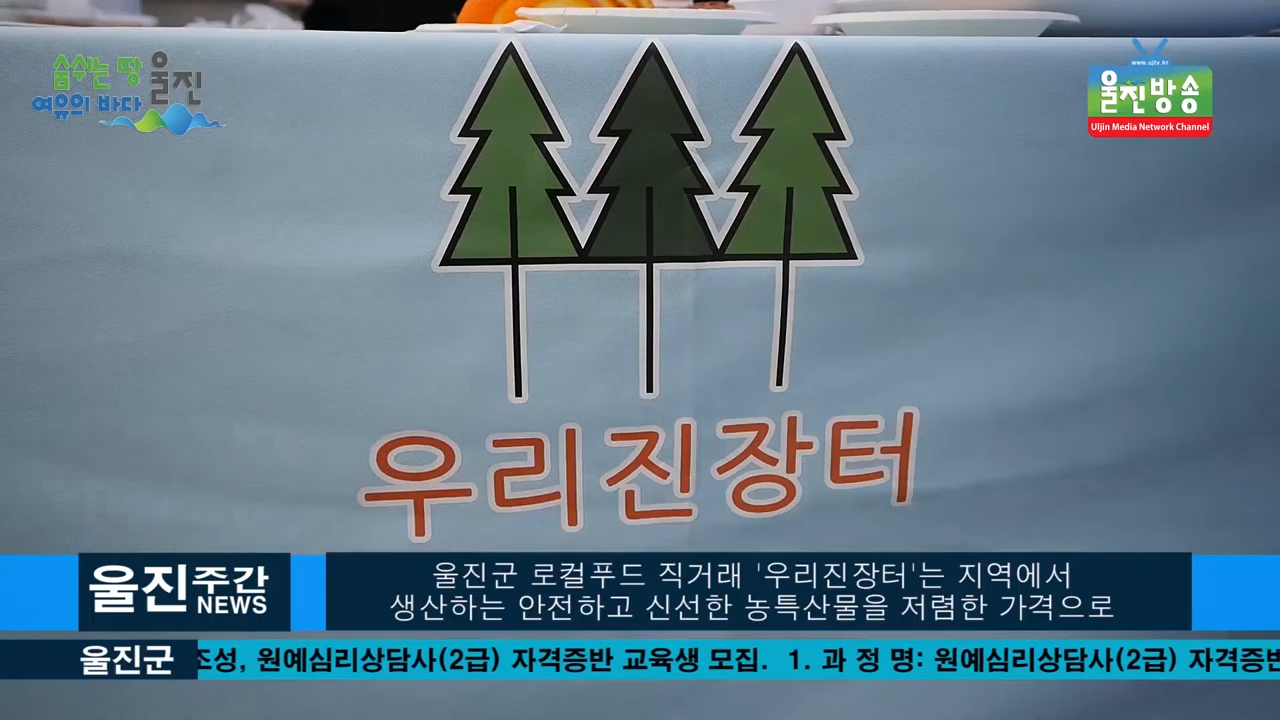 숨쉬는 땅 울진
여유의 바다
www.ujtv.kr
울진방송
Uljin Media Network Channel
우리진장터
울진주간
NEWS
울진군 로컬푸드 직거래 '우리진장터'는 지역에서
생산하는 안전하고 신선한 농특산물을 저렴한 가격으로
울진군
조성, 원예심리상담사(2급) 자격증반 교육생 모집. 1. 과 정 명: 원예심리상담사(2급) 자격증반